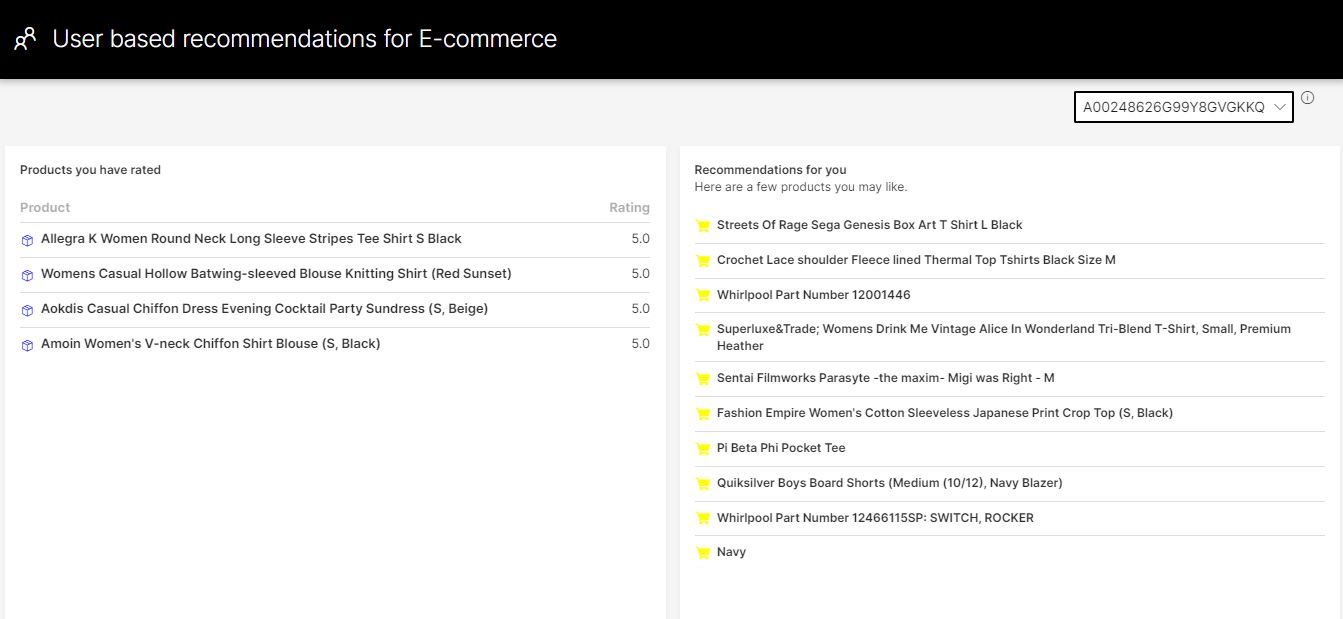 User based recommendations for E-commerce
A00248626G99Y8GVGKKQ
Products you have rated
Product Rating
Allegra K Women Round Neck Long Sleeve Stripes Tee Shirt S Black 5.0
Womens Casual Hollow Batwing-sleeved Blouse Knitting Shirt (Red Sunset) 5.0
Aokdis Casual Chiffon Dress Evening Cocktail Party Sundress (S, Beige) 5.0
Amoin Women's V-neck Chiffon Shirt Blouse (S, Black) 5.0
Recommendations for you
Here are a few products you may like.
Streets Of Rage Sega Genesis Box Art T Shirt L Black
Crochet Lace shoulder Fleece lined Thermal Top Tshirts Black Size M
Whirlpool Part Number 12001446
Superluxe&Trade; Womens Drink Me Vintage Alice In Wonderland Tri-Blend T-Shirt, Small, Premium
Heather
Sentai Filmworks Parasyte -the maxim- Migi was Right - M
Fashion Empire Women's Cotton Sleeveless Japanese Print Crop Top (S, Black)
Pi Beta Phi Pocket Tee
Quiksilver Boys Board Shorts (Medium (10/12), Navy Blazer)
Whirlpool Part Number 12466115SP: SWITCH, ROCKER
Navy